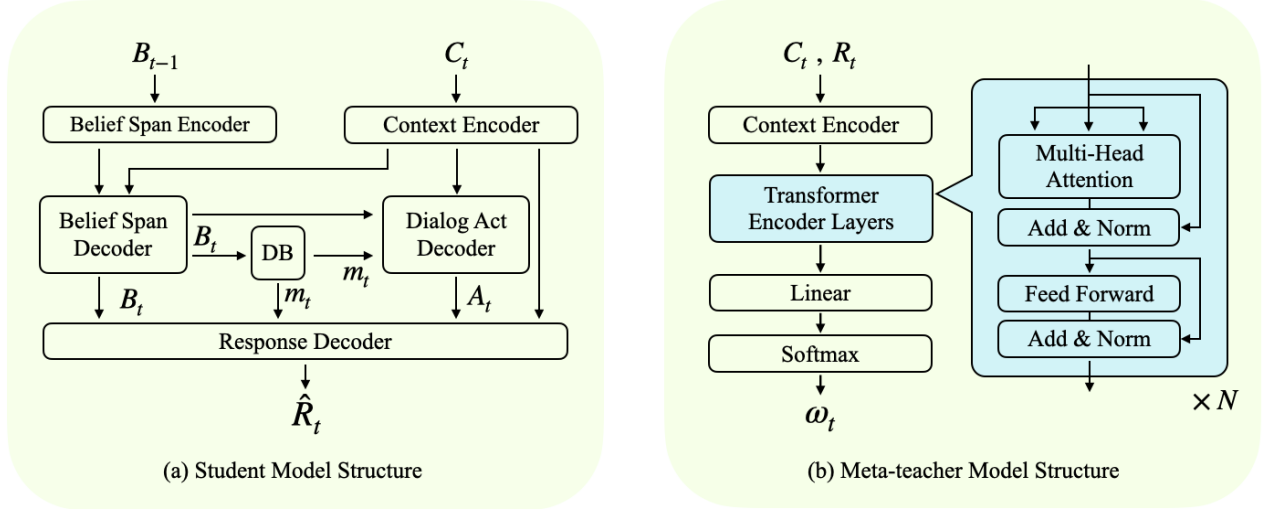 B_{t-1}
C_t
Belief Span Encoder
Context Encoder
Belief Span
Decoder
B_t
DB
m_t
Dialog Act
Decoder
B_t
m_t
A_t
Response Decoder
R̂_t
(a) Student Model Structure
C_t , R_t
Context Encoder
Transformer
Encoder Layers
Linear
Softmax
ω_t
Multi-Head
Attention
Add & Norm
Feed Forward
Add & Norm
× N
(b) Meta-teacher Model Structure